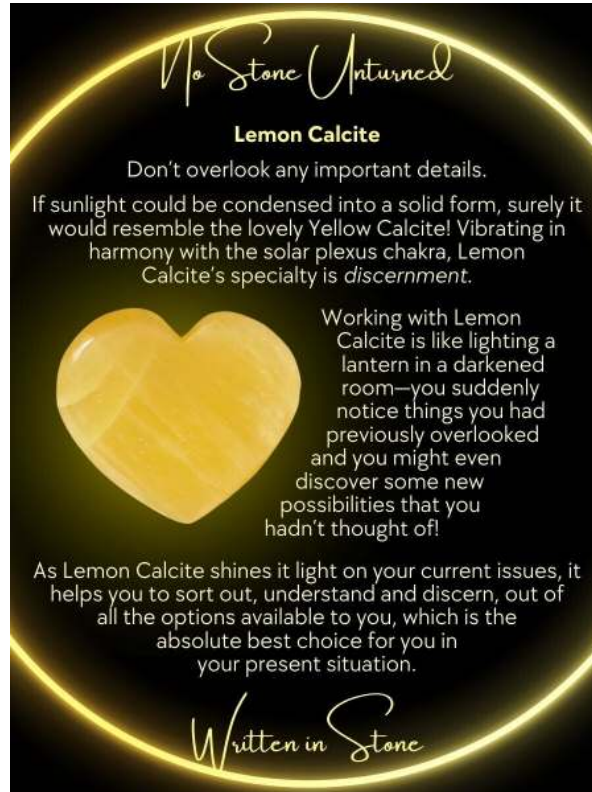 No Stone Unturned
Lemon Calcite
Don't overlook any important details.
If sunlight could be condensed into a solid form, surely it
would resemble the lovely Yellow Calcite! Vibrating in
harmony with the solar plexus chakra, Lemon
Calcite's specialty is discernment.
Working with Lemon
Calcite is like lighting a
lantern in a darkened
room—you suddenly
notice things you had
previously overlooked
and you might even
discover some new
possibilities that you
hadn't thought of!
As Lemon Calcite shines it light on your current issues, it
helps you to sort out, understand and discern, out of
all the options available to you, which is the
absolute best choice for you in
your present situation.
Written in Stone